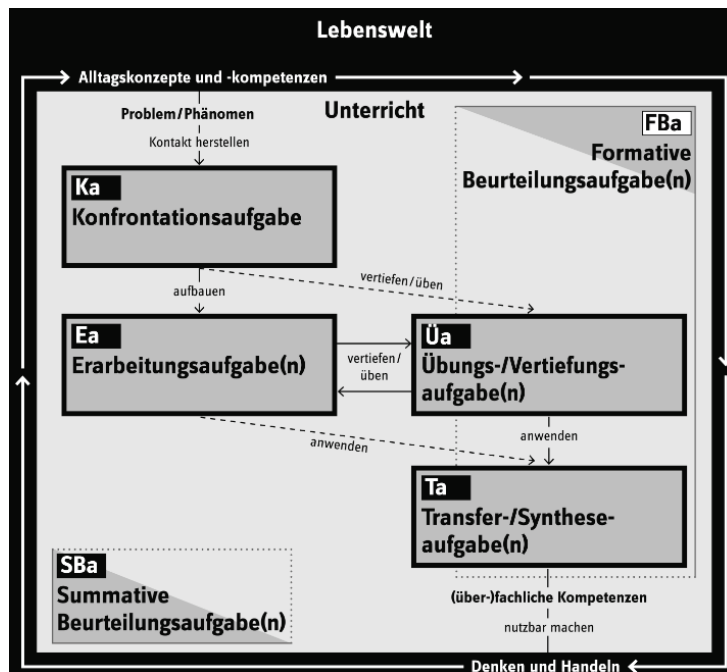 Lebenswelt
Alltagskonzepte und -kompetenzen
Problem/Phänomen
Kontakt herstellen
Unterricht
FBa
Formative
Beurteilungsaufgabe(n)
Ka
Konfrontationsaufgabe
vertiefen/üben
aufbauen
Ea
Erarbeitungsaufgabe(n)
vertiefen/
üben
Üa
Übungs-/Vertiefungs-
aufgabe(n)
anwenden
anwenden
Ta
Transfer-/Synthese-
aufgabe(n)
SBa
Summative
Beurteilungsaufgabe(n)
(über-)fachliche Kompetenzen
nutzbar machen
Denken und Handeln